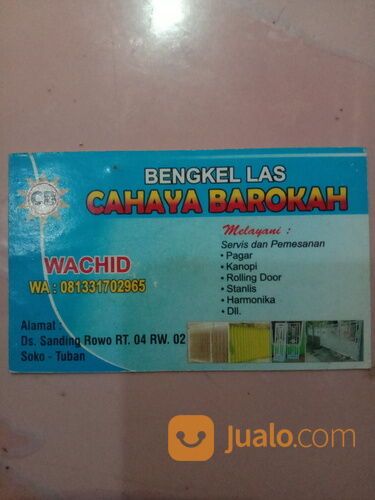 CB
BENGKEL LAS
CAHAYA BAROKAH
WACHID
WA : 081331702965
Melayani :
Servis dan Pemesanan
• Pagar
• Kanopi
• Rolling Door
• Stanlis
• Harmonika
• Dll.
Alamat :
Ds. Sanding Rowo RT. 04 RW. 02
Soko - Tuban
jualo.com